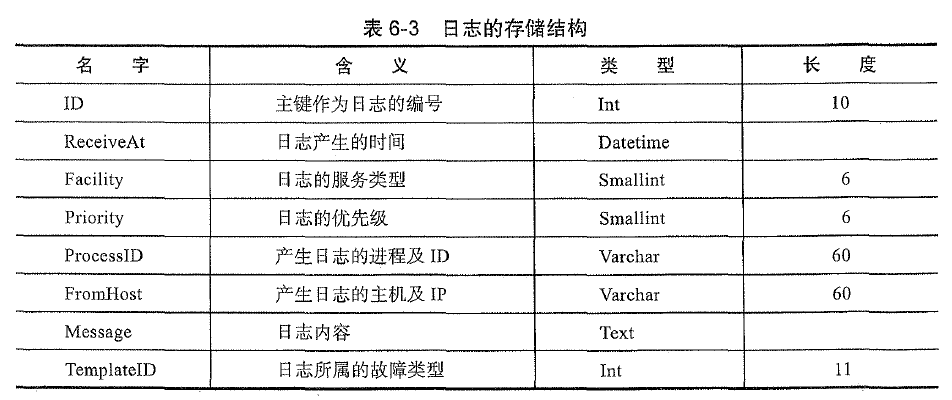 表 6-3 日志的存储结构
名 字 含 义 类 型 长 度
ID 主键作为日志的编号 Int 10
ReceiveAt 日志产生的时间 Datetime
Facility 日志的服务类型 Smallint 6
Priority 日志的优先级 Smallint 6
ProcessID 产生日志的进程及 ID Varchar 60
FromHost 产生日志的主机及 IP Varchar 60
Message 日志内容 Text
TemplateID 日志所属的故障类型 Int 11